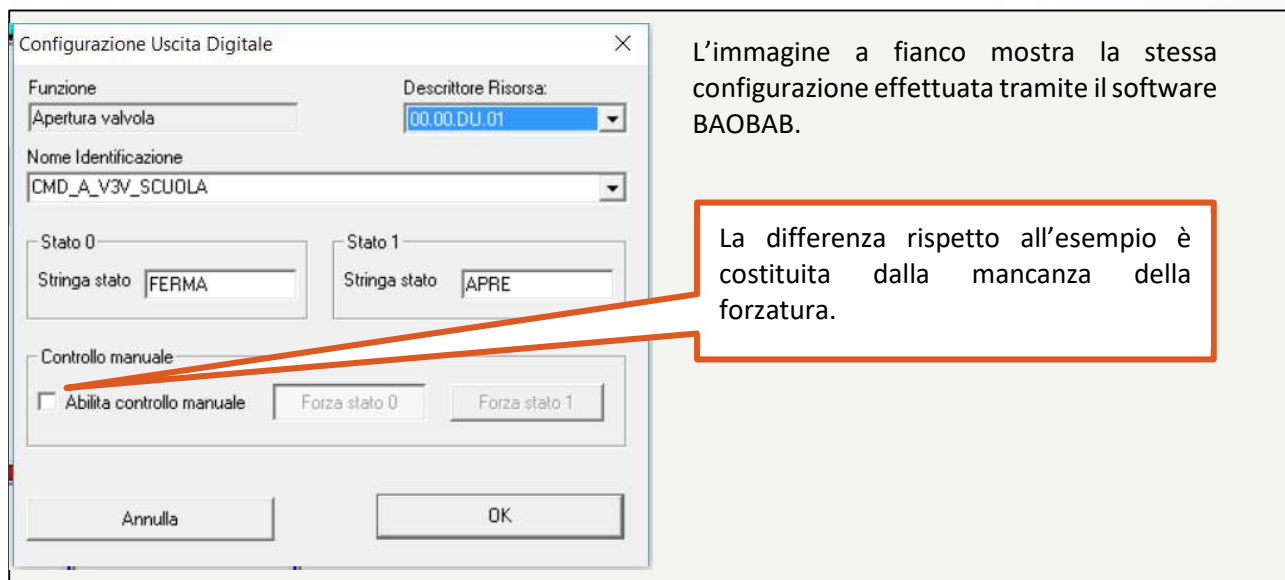 Configurazione Uscita Digitale
Funzione
Descrittore Risorsa:
Apertura valvola
00.00.DU.01
Nome Identificazione
CMD_A_V3V_SCUOLA
Stato 0
Stringa stato FERMA
Stato 1
Stringa stato APRE
Controllo manuale
Abilita controllo manuale
Forza stato 0
Forza stato 1
Annulla
OK
L’immagine a fianco mostra la stessa
configurazione effettuata tramite il software
BAOBAB.
La differenza rispetto all’esempio è
costituita dalla mancanza della
forzatura.